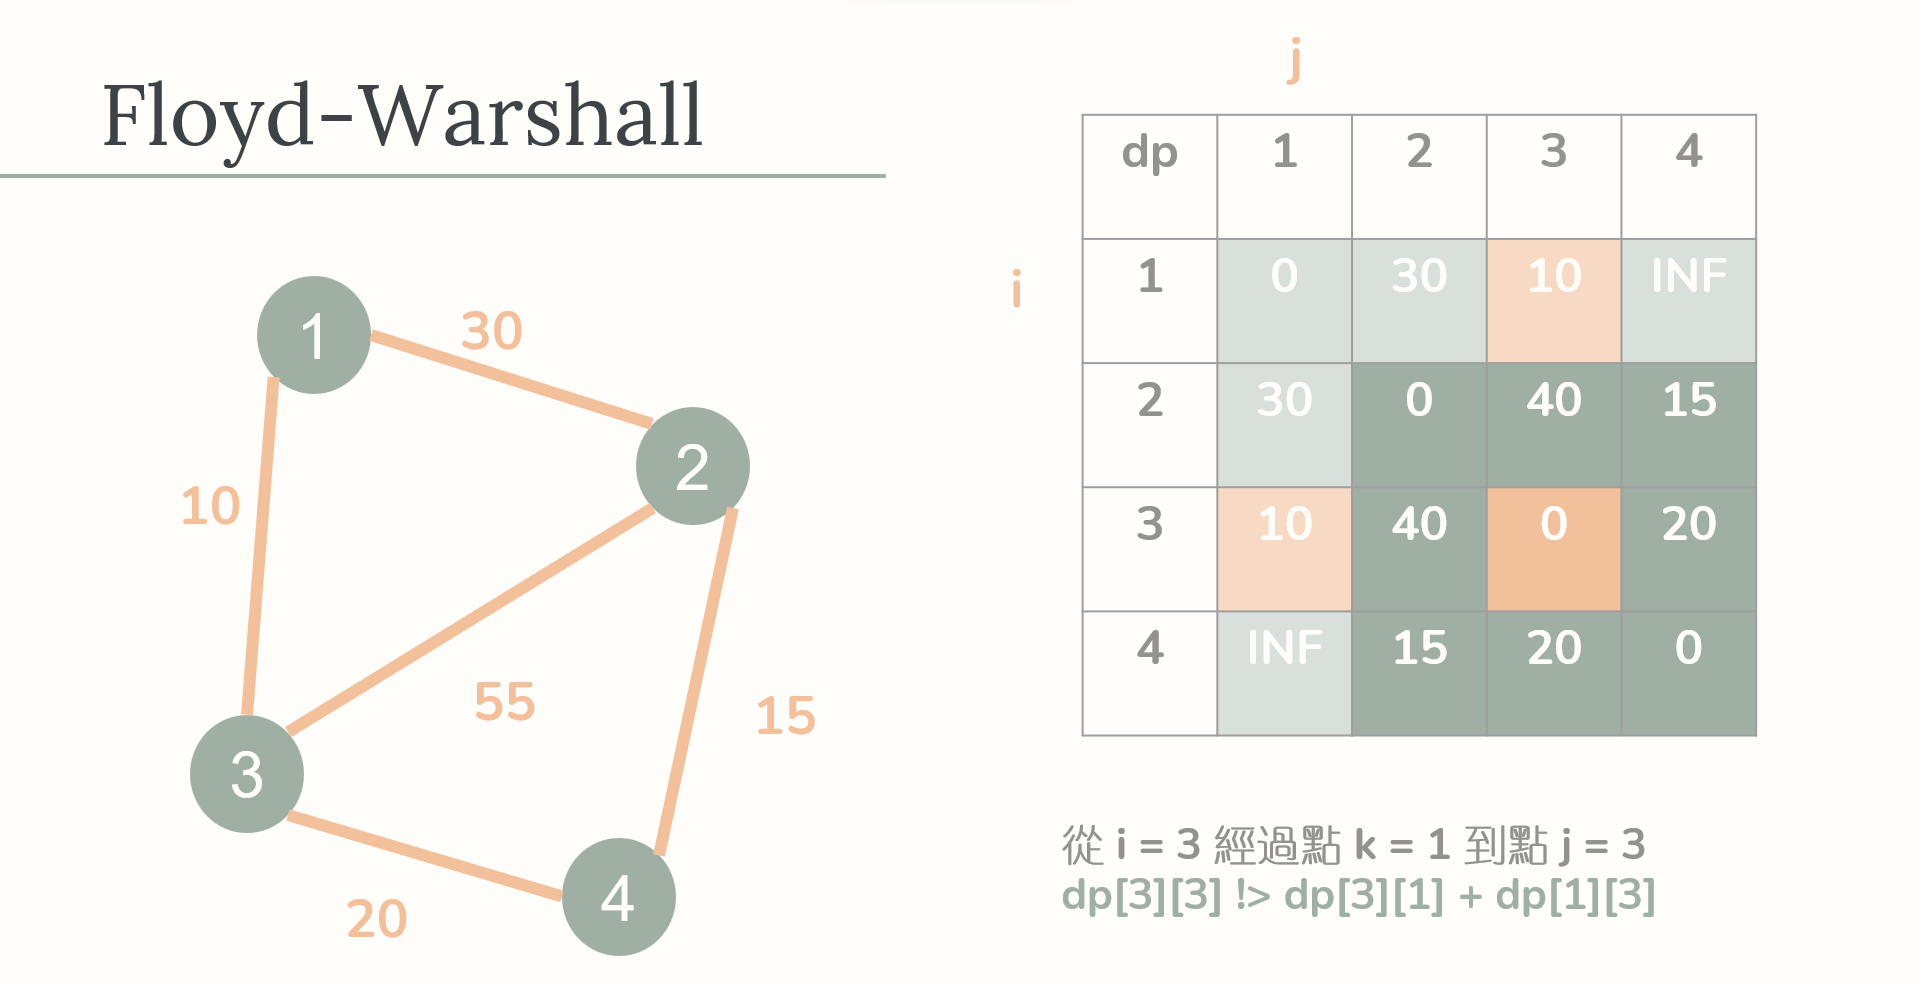 Floyd-Warshall
1
30
2
10
55
15
3
20
4
j
dp 1 2 3 4
i
1 0 30 10 INF
2 30 0 40 15
3 10 40 0 20
4 INF 15 20 0
從 i = 3 經過點 k = 1 到點 j = 3
dp[3][3] !> dp[3][1] + dp[1][3]